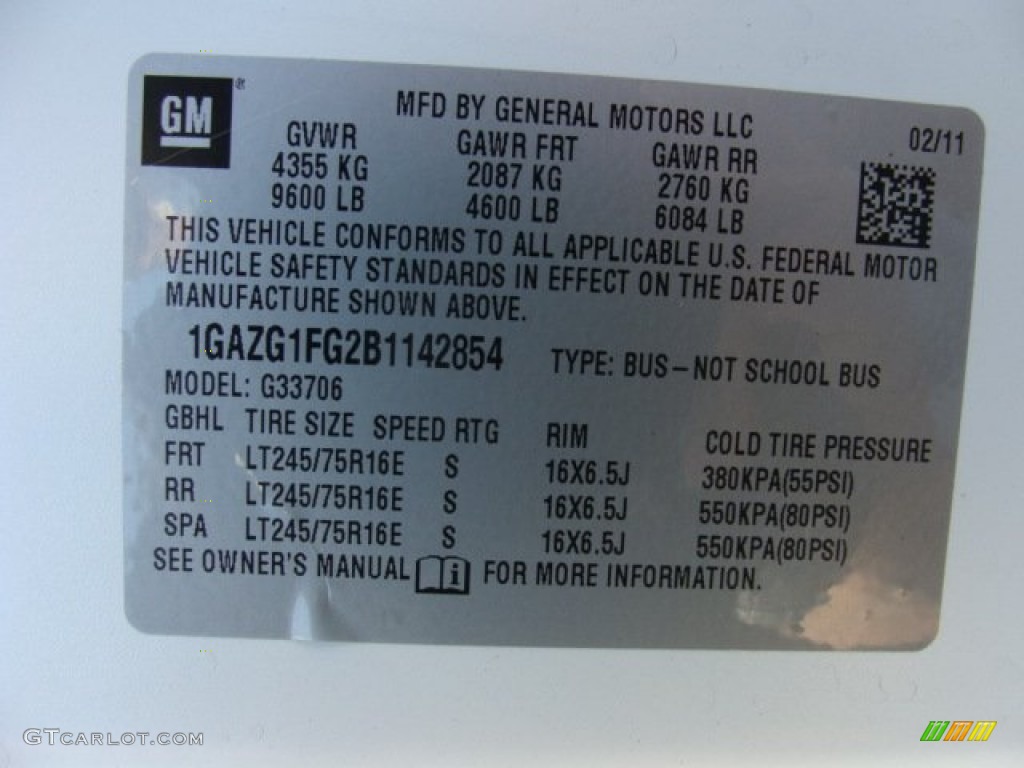 GM ®
MFD BY GENERAL MOTORS LLC
02/11
GVWR GAWR FRT GAWR RR
4355 KG 2087 KG 2760 KG
9600 LB 4600 LB 6084 LB
THIS VEHICLE CONFORMS TO ALL APPLICABLE U.S. FEDERAL MOTOR
VEHICLE SAFETY STANDARDS IN EFFECT ON THE DATE OF
MANUFACTURE SHOWN ABOVE.
1GAZG1FG2B1142854 TYPE: BUS-NOT SCHOOL BUS
MODEL: G33706
GBHL TIRE SIZE SPEED RTG RIM COLD TIRE PRESSURE
FRT LT245/75R16E S 16X6.5J 380KPA(55PSI)
RR LT245/75R16E S 16X6.5J 550KPA(80PSI)
SPA LT245/75R16E S 16X6.5J 550KPA(80PSI)
SEE OWNER'S MANUAL i FOR MORE INFORMATION.
GTCARLOT.COM